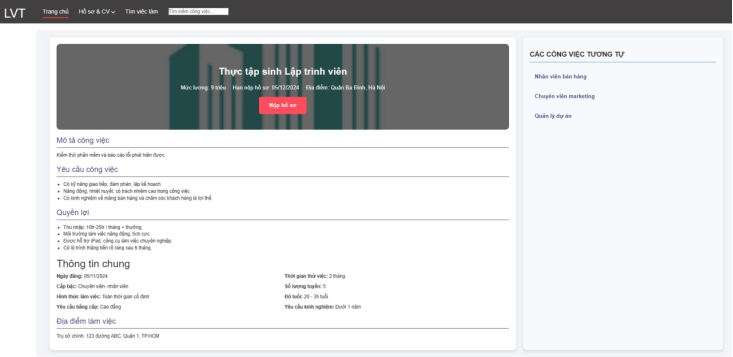 LVT
Trang chủ
Hồ sơ & CV
Tìm việc làm
Tìm kiếm công việc...
Thực tập sinh Lập trình viên
Mức lương: 9 triệu Hạn nộp hồ sơ: 05/12/2024 Địa điểm: Quận Ba Đình, Hà Nội
Nộp hồ sơ
Mô tả công việc
Kiểm thử phần mềm và báo cáo lỗi phát hiện được.
Yêu cầu công việc
Có kỹ năng giao tiếp, đàm phán, lập kế hoạch.
Năng động, nhiệt huyết, có trách nhiệm cao trong công việc.
Có kinh nghiệm về mảng bán hàng và chăm sóc khách hàng là lợi thế.
Quyền lợi
Thu nhập: 10tr-25tr / tháng + thưởng.
Môi trường làm việc năng động, tích cực.
Được hỗ trợ iPad, công cụ làm việc chuyên nghiệp.
Có lộ trình thăng tiến rõ ràng sau 6 tháng.
Thông tin chung
Ngày đăng: 05/11/2024
Thời gian thử việc: 2 tháng
Cấp bậc: Chuyên viên- nhân viên
Số lượng tuyển: 5
Hình thức làm việc: Toàn thời gian cố định
Độ tuổi: 20 - 35 tuổi
Yêu cầu bằng cấp: Cao đẳng
Yêu cầu kinh nghiệm: Dưới 1 năm
Địa điểm làm việc
Trụ sở chính: 123 đường ABC, Quận 1, TP.HCM
CÁC CÔNG VIỆC TƯƠNG TỰ
Nhân viên bán hàng
Chuyên viên marketing
Quản lý dự án